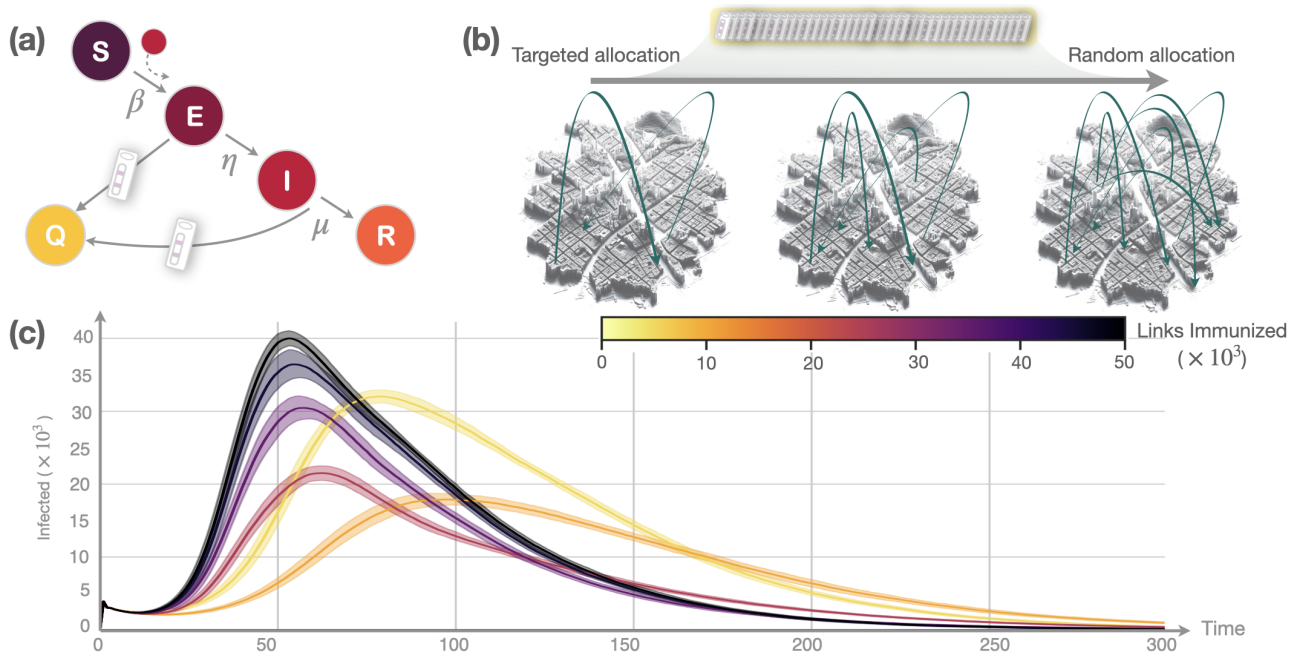 (a)
S
β
E
η
I
μ
Q
R
(b)
Targeted allocation
Random allocation
(c)
Links Immunized
(× 10³)
0 10 20 30 40 50
Infected (× 10³)
40
35
30
25
20
15
10
5
0
0 50 100 150 200 250 300
Time